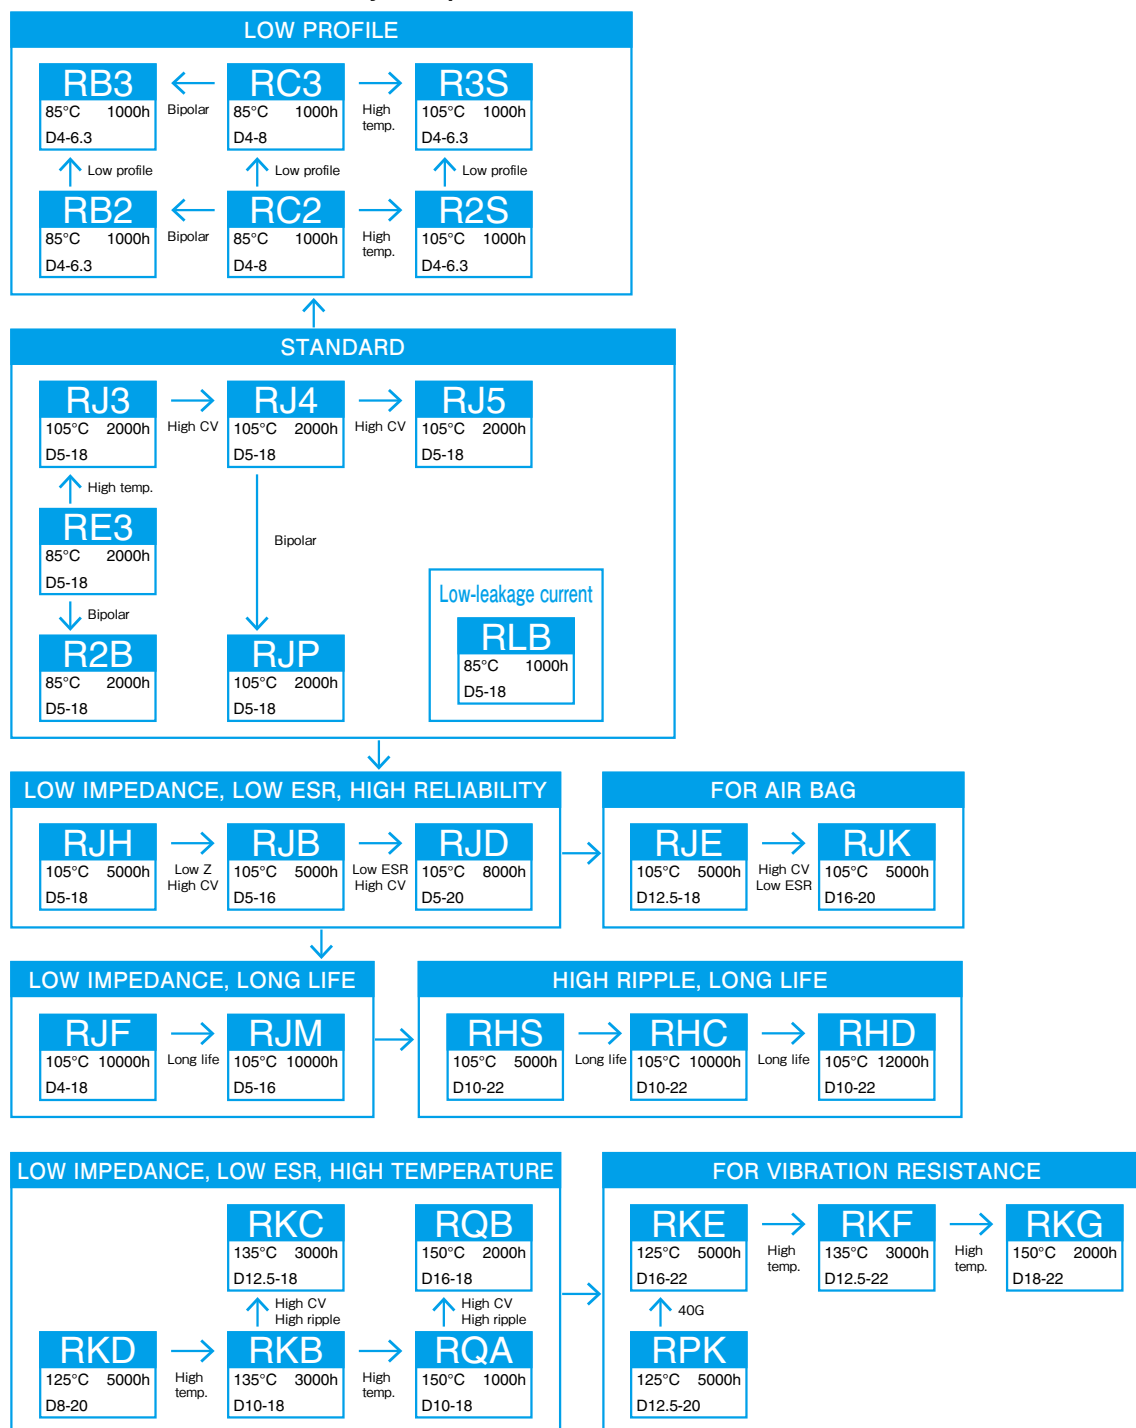 LOW PROFILE
RB3
85°C 1000h
D4-6.3
Bipolar
RC3
85°C 1000h
D4-8
High
temp.
R3S
105°C 1000h
D4-6.3
Low profile
Low profile
Low profile
RB2
85°C 1000h
D4-6.3
Bipolar
RC2
85°C 1000h
D4-8
High
temp.
R2S
105°C 1000h
D4-6.3
STANDARD
RJ3
105°C 2000h
D5-18
High CV
RJ4
105°C 2000h
D5-18
High CV
RJ5
105°C 2000h
D5-18
High temp.
RE3
85°C 2000h
D5-18
Bipolar
Bipolar
R2B
85°C 2000h
D5-18
RJP
105°C 2000h
D5-18
Low-leakage current
RLB
85°C 1000h
D5-18
LOW IMPEDANCE, LOW ESR, HIGH RELIABILITY
RJH
105°C 5000h
D5-18
Low Z
High CV
RJB
105°C 5000h
D5-16
Low ESR
High CV
RJD
105°C 8000h
D5-20
FOR AIR BAG
RJE
105°C 5000h
D12.5-18
High CV
Low ESR
RJK
105°C 5000h
D16-20
LOW IMPEDANCE, LONG LIFE
RJF
105°C 10000h
D4-18
Long life
RJM
105°C 10000h
D5-16
HIGH RIPPLE, LONG LIFE
RHS
105°C 5000h
D10-22
Long life
RHC
105°C 10000h
D10-22
Long life
RHD
105°C 12000h
D10-22
LOW IMPEDANCE, LOW ESR, HIGH TEMPERATURE
RKC
135°C 3000h
D12.5-18
RQB
150°C 2000h
D16-18
High CV
High ripple
High CV
High ripple
RKD
125°C 5000h
D8-20
High
temp.
RKB
135°C 3000h
D10-18
High
temp.
RQA
150°C 1000h
D10-18
FOR VIBRATION RESISTANCE
RKE
125°C 5000h
D16-22
High
temp.
RKF
135°C 3000h
D12.5-22
High
temp.
RKG
150°C 2000h
D18-22
40G
RPK
125°C 5000h
D12.5-20